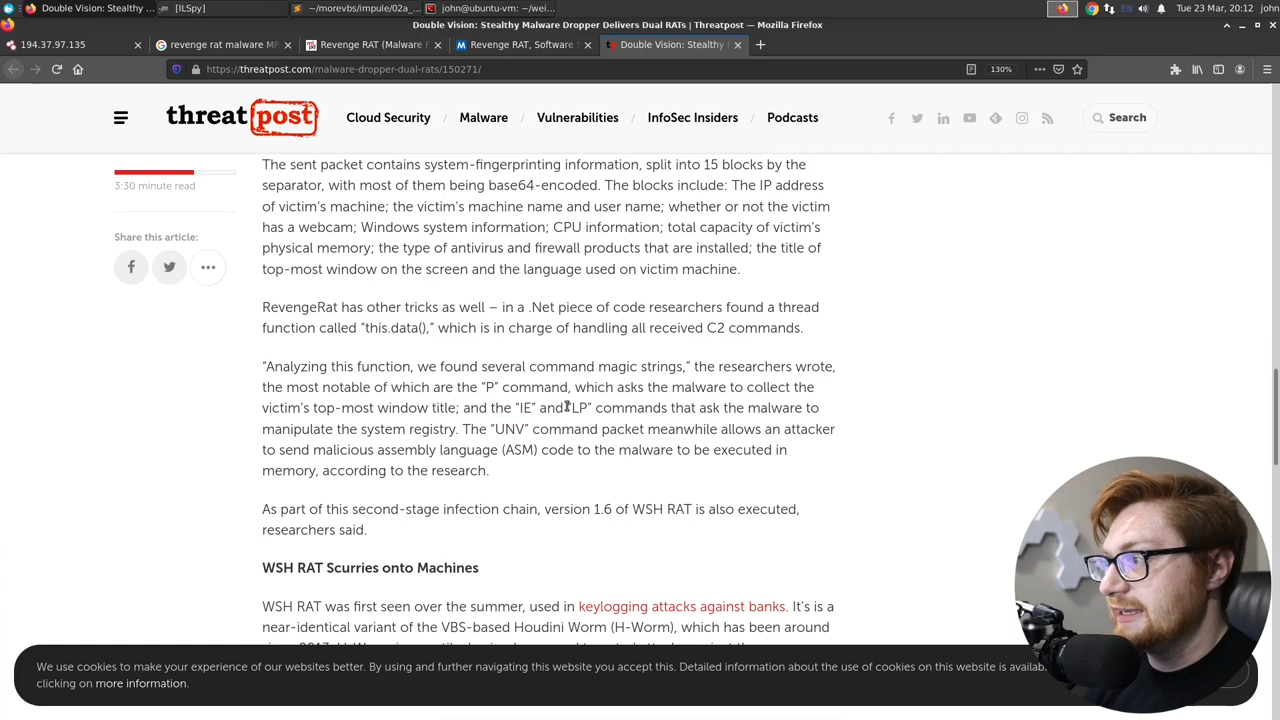 Double Vision: Stealthy ...
[ILSpy]
~/morevbs/impule/02a_...
john@ubuntu-vm: ~/wei...
EN
Tue 23 Mar, 20:12
john
Double Vision: Stealthy Malware Dropper Delivers Dual RATs | Threatpost — Mozilla Firefox
194.37.97.135
revenge rat malware MR
Revenge RAT (Malware F
Revenge RAT, Software S
Double Vision: Stealthy
https://threatpost.com/malware-dropper-dual-rats/150271/
130%
threatpost
Cloud Security / Malware / Vulnerabilities / InfoSec Insiders / Podcasts
Search
3:30 minute read
Share this article:
The sent packet contains system-fingerprinting information, split into 15 blocks by the
separator, with most of them being base64-encoded. The blocks include: The IP address
of victim's machine; the victim's machine name and user name; whether or not the victim
has a webcam; Windows system information; CPU information; total capacity of victim's
physical memory; the type of antivirus and firewall products that are installed; the title of
top-most window on the screen and the language used on victim machine.
RevengeRat has other tricks as well – in a .Net piece of code researchers found a thread
function called “this.data(),” which is in charge of handling all received C2 commands.
“Analyzing this function, we found several command magic strings,” the researchers wrote,
the most notable of which are the “P” command, which asks the malware to collect the
victim's top-most window title; and the “IE” and “LP” commands that ask the malware to
manipulate the system registry. The “UNV” command packet meanwhile allows an attacker
to send malicious assembly language (ASM) code to the malware to be executed in
memory, according to the research.
As part of this second-stage infection chain, version 1.6 of WSH RAT is also executed,
researchers said.
WSH RAT Scurries onto Machines
WSH RAT was first seen over the summer, used in keylogging attacks against banks. It's is a
near-identical variant of the VBS-based Houdini Worm (H-Worm), which has been around
We use cookies to make your experience of our websites better. By using and further navigating this website you accept this. Detailed information about the use of cookies on this website is availab
clicking on more information.